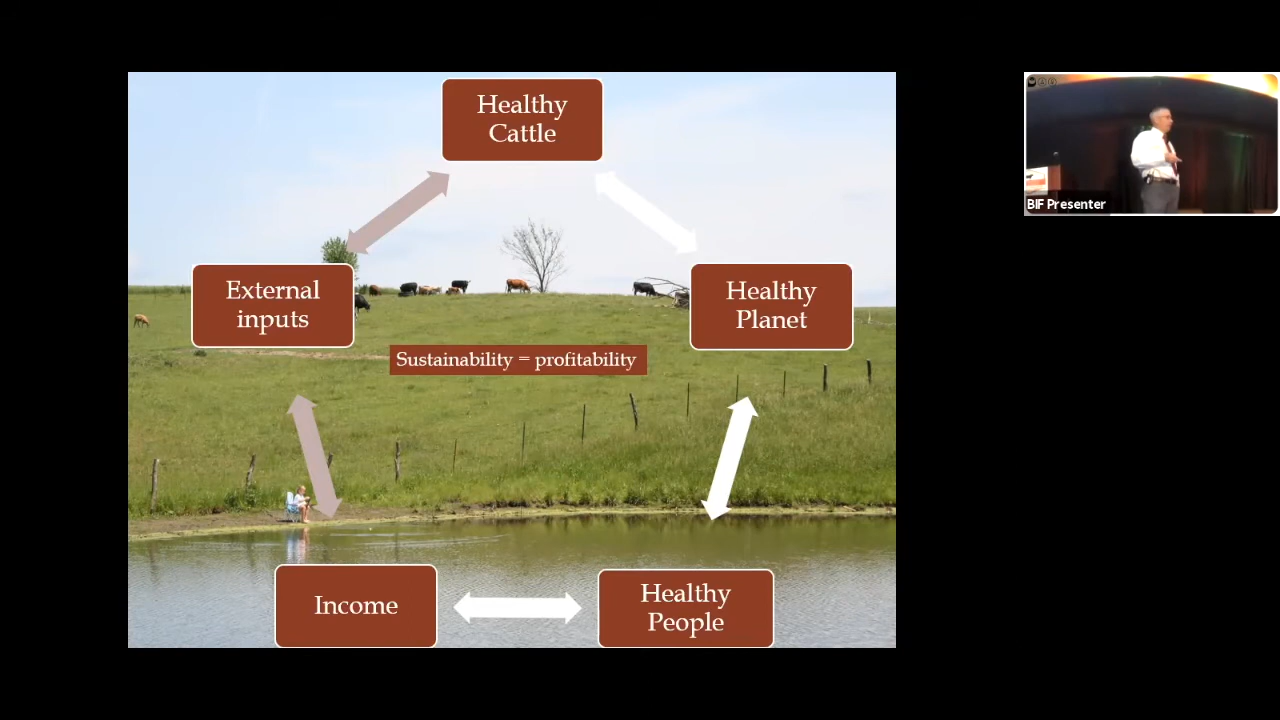 Healthy
Cattle
External
inputs
Healthy
Planet
Sustainability = profitability
Income
Healthy
People
BIF Presenter